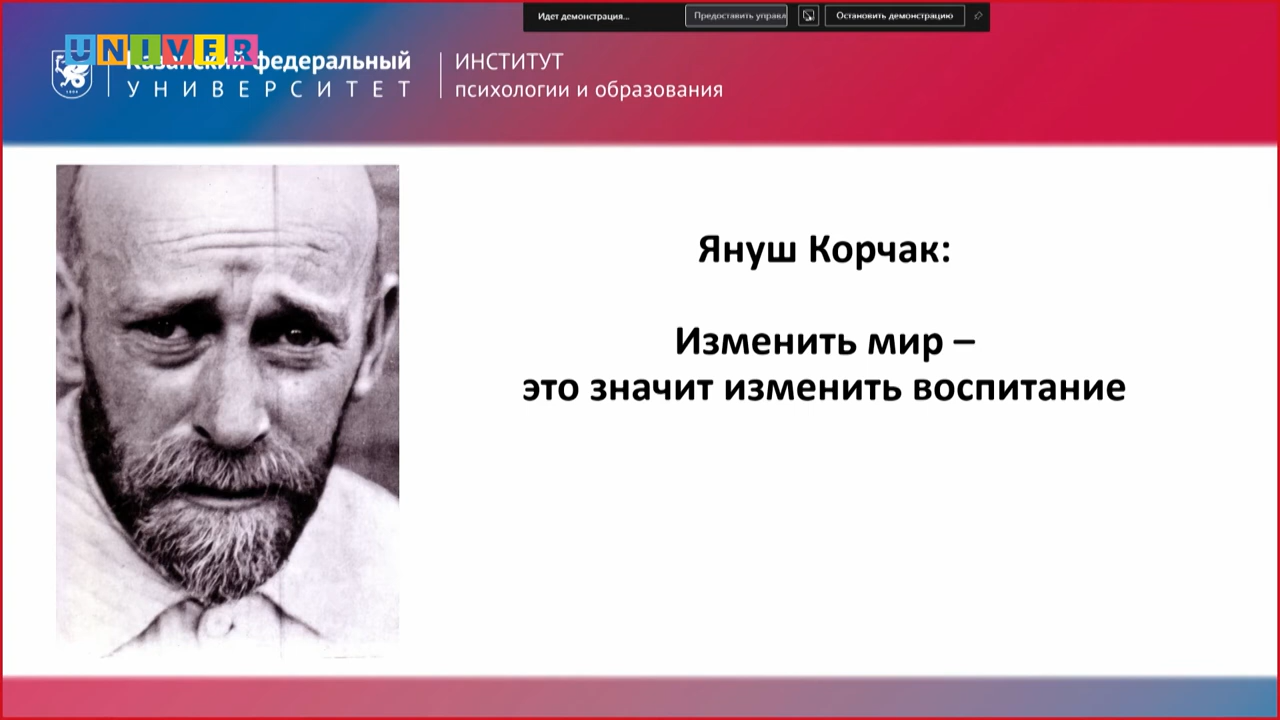 Идет демонстрация...
Предоставить управл
Остановить демонстрацию
UNIVER
Казанский федеральный
УНИВЕРСИТЕТ
ИНСТИТУТ
психологии и образования
Януш Корчак:
Изменить мир –
это значит изменить воспитание